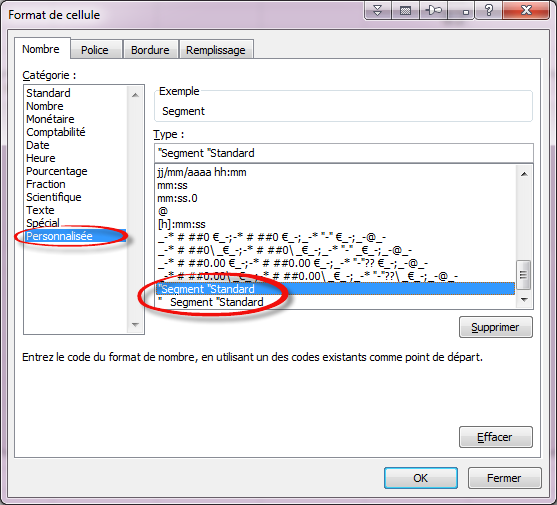 Format de cellule
Nombre Police Bordure Remplissage
Catégorie :
Standard
Nombre
Monétaire
Comptabilité
Date
Heure
Pourcentage
Fraction
Scientifique
Texte
Spécial
Personnalisée
Exemple
Segment
Type :
"Segment "Standard
jj/mm/aaaa hh:mm
mm:ss
mm:ss.0
@
[h]:mm:ss
_-* # ##0 €_-;-* # ##0 €_-;_-* "-" €_-;_-@_-
_-* # ##0\ _€_-;-* # ##0\ _€_-;_-* "-"_€_-;_-@_-
_-* # ##0.00 €_-;-* # ##0.00 €_-;_-* "-"?? €_-;_-@_-
_-* # ##0.00\ _€_-;-* # ##0.00\ _€_-;_-* "-"??\ _€_-;_-@_-
"Segment "Standard
"   Segment "Standard
Supprimer
Entrez le code du format de nombre, en utilisant un des codes existants comme point de départ.
Effacer
OK Fermer